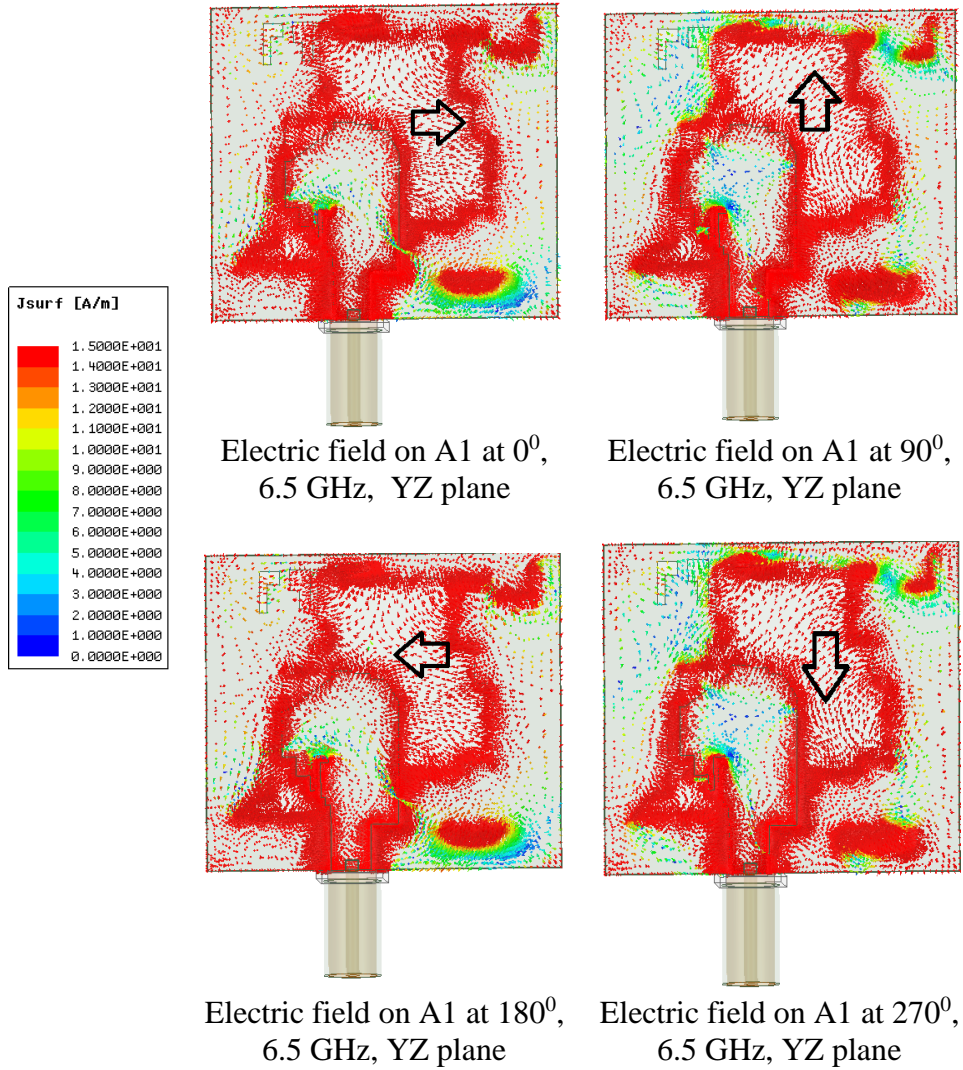 Jsurf [A/m]
1.5000E+001
1.4000E+001
1.3000E+001
1.2000E+001
1.1000E+001
1.0000E+001
9.0000E+000
8.0000E+000
7.0000E+000
6.0000E+000
5.0000E+000
4.0000E+000
3.0000E+000
2.0000E+000
1.0000E+000
0.0000E+000
Electric field on A1 at 0⁰,
6.5 GHz, YZ plane
Electric field on A1 at 90⁰,
6.5 GHz, YZ plane
Electric field on A1 at 180⁰,
6.5 GHz, YZ plane
Electric field on A1 at 270⁰,
6.5 GHz, YZ plane